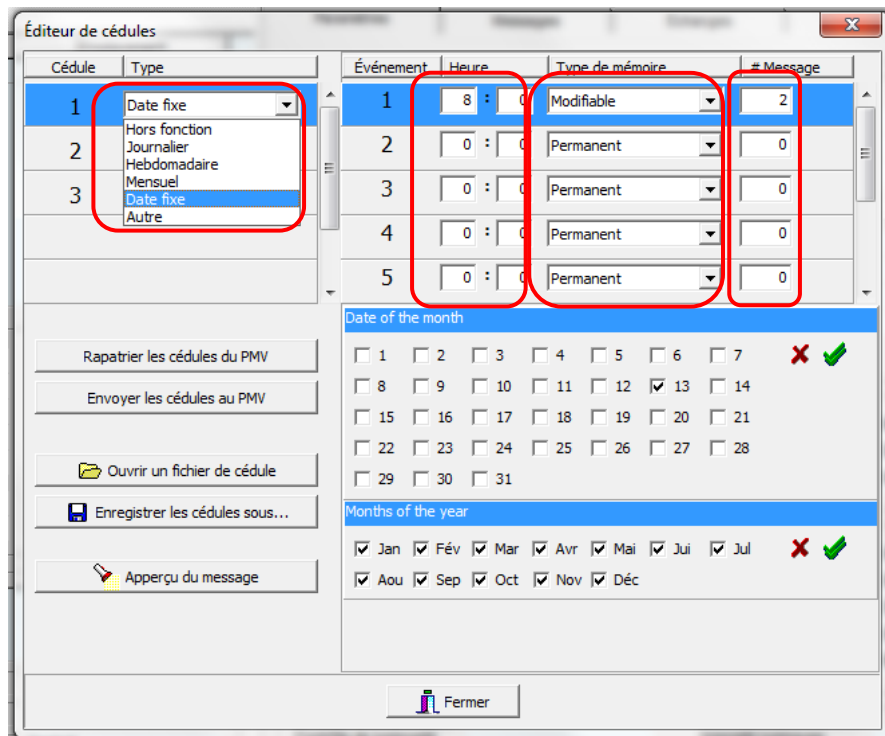 Éditeur de cédules
Cédule Type Événement Heure Type de mémoire # Message
1 Date fixe 1 8 : 0 Modifiable 2
Hors fonction
Journalier
Hebdomadaire
Mensuel
Date fixe
Autre
2 2 0 : 0 Permanent 0
3 3 0 : 0 Permanent 0
4 0 : 0 Permanent 0
5 0 : 0 Permanent 0
Rapatrier les cédules du PMV
Envoyer les cédules au PMV
Ouvrir un fichier de cédule
Enregistrer les cédules sous...
Apperçu du message
Date of the month
1 2 3 4 5 6 7
8 9 10 11 12 13 14
15 16 17 18 19 20 21
22 23 24 25 26 27 28
29 30 31
Months of the year
Jan Fév Mar Avr Mai Jui Jul
Aou Sep Oct Nov Déc
Fermer